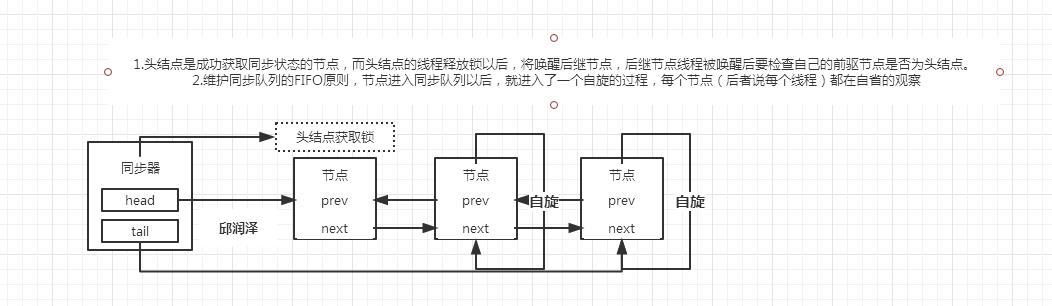 1.头结点是成功获取同步状态的节点，而头结点的线程释放锁以后，将唤醒后继节点，后继节点线程被唤醒后要检查自己的前驱节点是否为头结点。
2.维护同步队列的FIFO原则，节点进入同步队列以后，就进入了一个自旋的过程，每个节点（后者说每个线程）都在自省的观察
头结点获取锁
同步器
head
tail
邱润泽
节点
prev
next
节点
prev
next
自旋
节点
prev
next
自旋